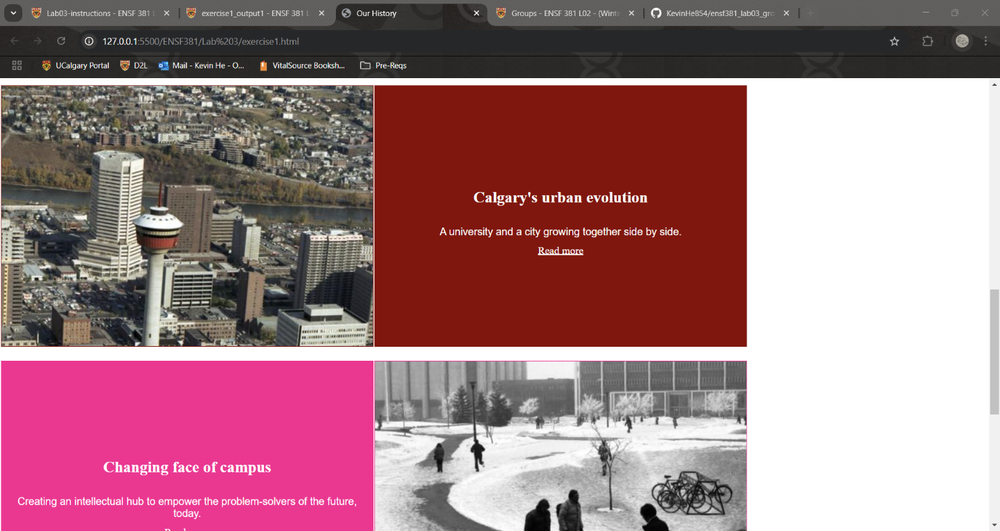 Lab03-instructions - ENSF 381 L
exercise1_output1 - ENSF 381 L
Our History
Groups - ENSF 381 L02 - (Winte
KevinHe854/ensf381_lab03_gro
127.0.0.1:5500/ENSF381/Lab%203/exercise1.html
UCalgary Portal
D2L
Mail - Kevin He - O...
VitalSource Booksh...
Pre-Reqs
Calgary's urban evolution
A university and a city growing together side by side.
Read more
Changing face of campus
Creating an intellectual hub to empower the problem-solvers of the future,
today.